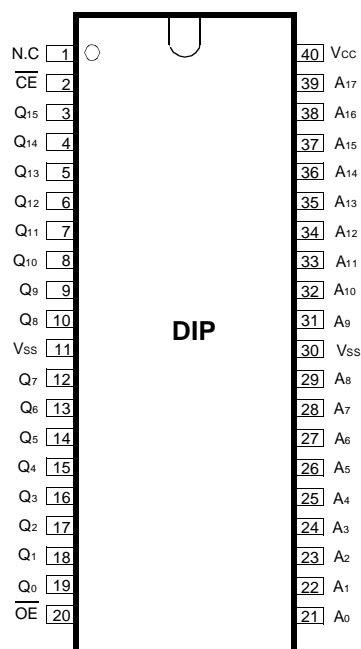 N.C 1 40 VCC
CE 2 39 A17
Q15 3 38 A16
Q14 4 37 A15
Q13 5 36 A14
Q12 6 35 A13
Q11 7 34 A12
Q10 8 33 A11
Q9 9 32 A10
Q8 10 31 A9
VSS 11 DIP 30 VSS
Q7 12 29 A8
Q6 13 28 A7
Q5 14 27 A6
Q4 15 26 A5
Q3 16 25 A4
Q2 17 24 A3
Q1 18 23 A2
Q0 19 22 A1
OE 20 21 A0